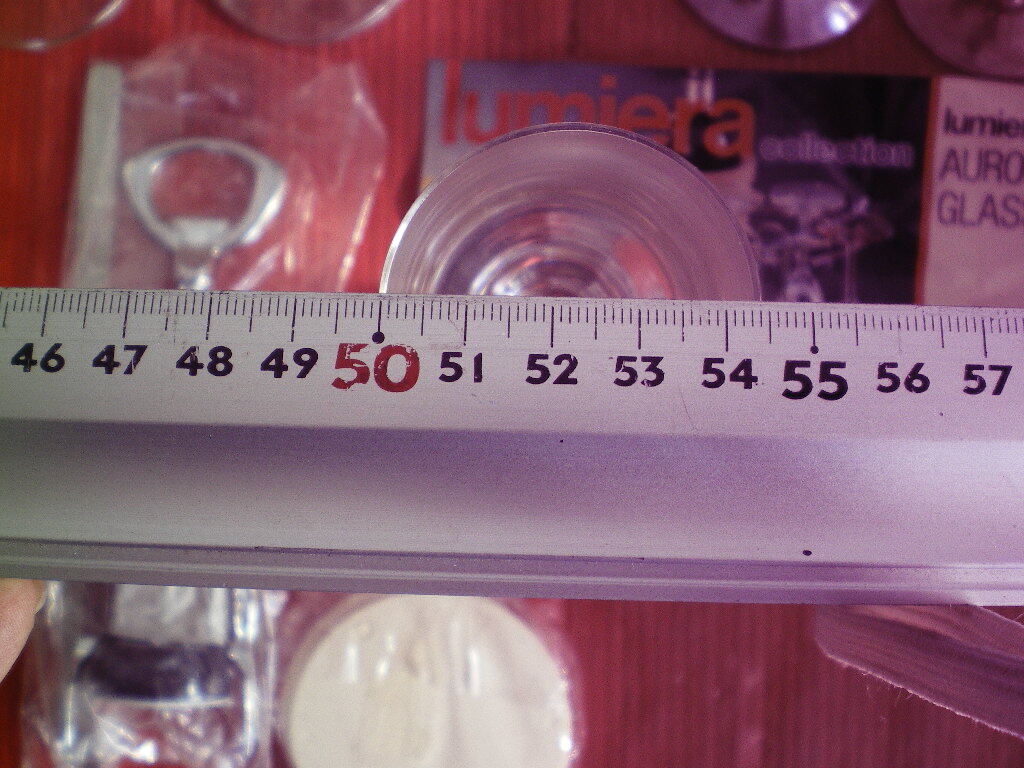 lumiera
collection
lumie
AURO
GLAS
46 47 48 49 50 51 52 53 54 55 56 57